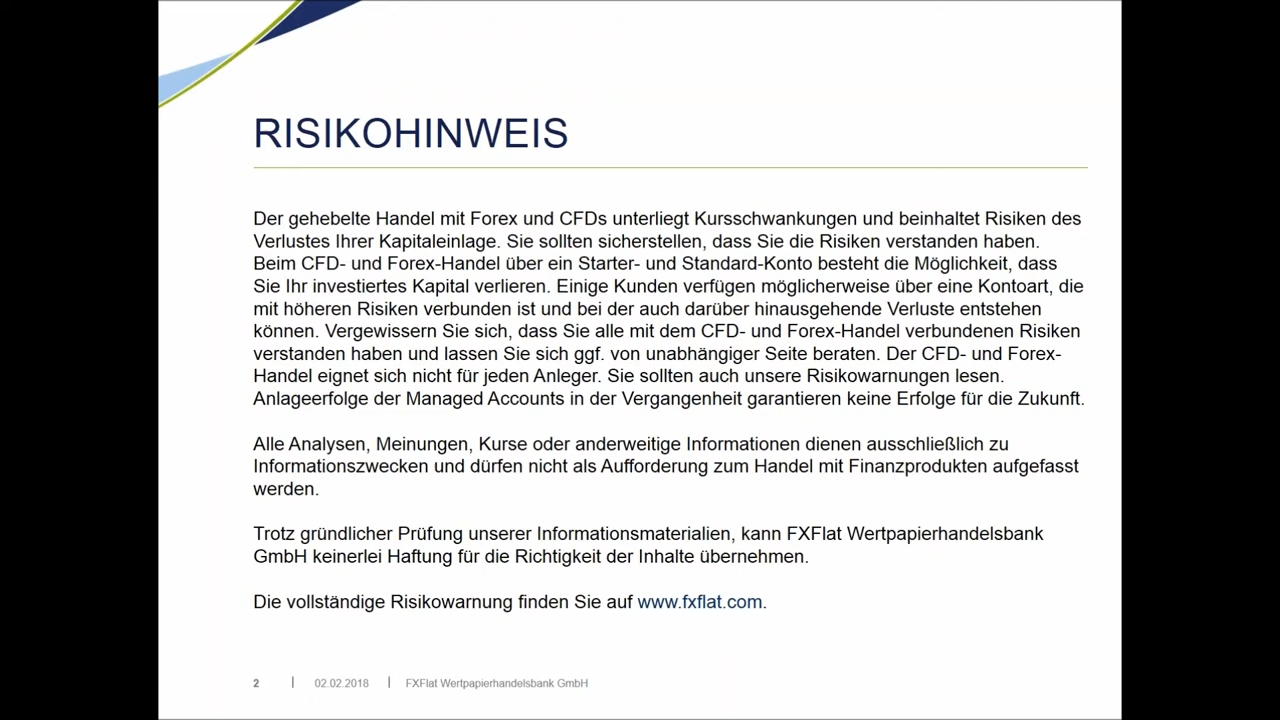 RISIKOHINWEIS
Der gehebelte Handel mit Forex und CFDs unterliegt Kursschwankungen und beinhaltet Risiken des
Verlustes Ihrer Kapitaleinlage. Sie sollten sicherstellen, dass Sie die Risiken verstanden haben.
Beim CFD- und Forex-Handel über ein Starter- und Standard-Konto besteht die Möglichkeit, dass
Sie Ihr investiertes Kapital verlieren. Einige Kunden verfügen möglicherweise über eine Kontoart, die
mit höheren Risiken verbunden ist und bei der auch darüber hinausgehende Verluste entstehen
können. Vergewissern Sie sich, dass Sie alle mit dem CFD- und Forex-Handel verbundenen Risiken
verstanden haben und lassen Sie sich ggf. von unabhängiger Seite beraten. Der CFD- und Forex-
Handel eignet sich nicht für jeden Anleger. Sie sollten auch unsere Risikowarnungen lesen.
Anlageerfolge der Managed Accounts in der Vergangenheit garantieren keine Erfolge für die Zukunft.
Alle Analysen, Meinungen, Kurse oder anderweitige Informationen dienen ausschließlich zu
Informationszwecken und dürfen nicht als Aufforderung zum Handel mit Finanzprodukten aufgefasst
werden.
Trotz gründlicher Prüfung unserer Informationsmaterialien, kann FXFlat Wertpapierhandelsbank
GmbH keinerlei Haftung für die Richtigkeit der Inhalte übernehmen.
Die vollständige Risikowarnung finden Sie auf www.fxflat.com.
2 | 02.02.2018 | FXFlat Wertpapierhandelsbank GmbH